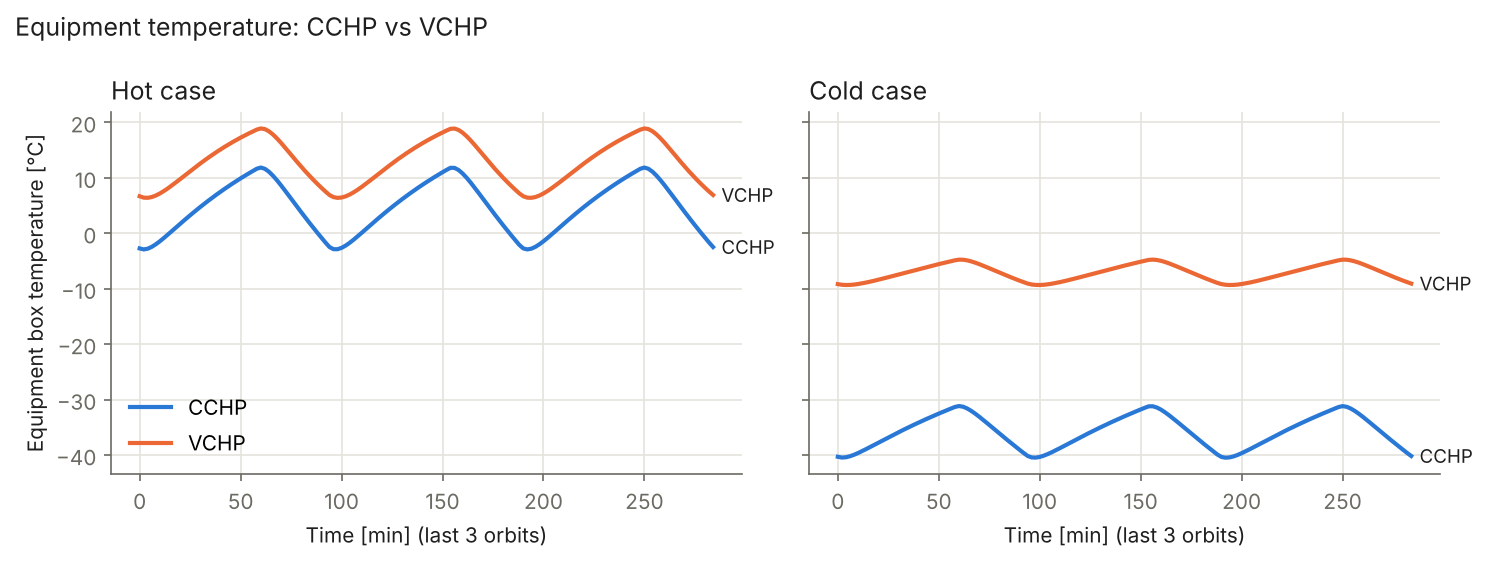 Equipment temperature: CCHP vs VCHP
Hot case
Equipment box temperature [°C]
20
10
0
−10
−20
−30
−40
VCHP
CCHP
CCHP
VCHP
0 50 100 150 200 250
Time [min] (last 3 orbits)
Cold case
VCHP
CCHP
0 50 100 150 200 250
Time [min] (last 3 orbits)